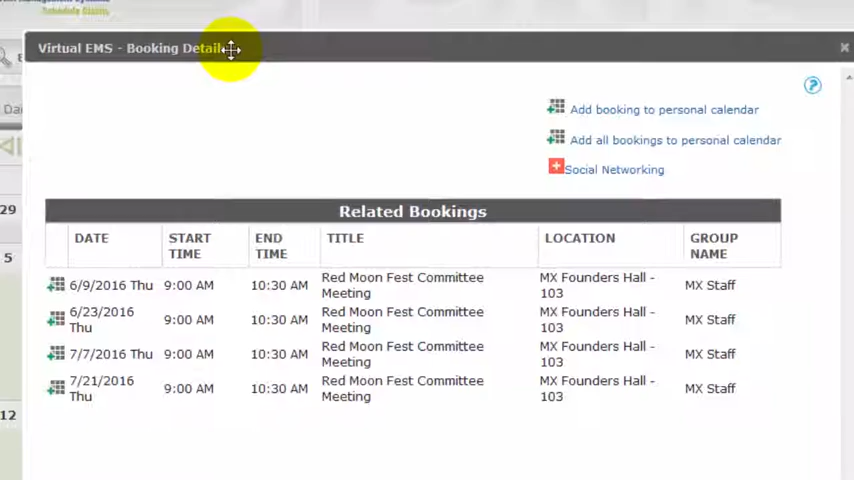 Virtual EMS - Booking Detail
Add booking to personal calendar
Add all bookings to personal calendar
Social Networking
Related Bookings
DATE START TIME END TIME TITLE LOCATION GROUP NAME
6/9/2016 Thu 9:00 AM 10:30 AM Red Moon Fest Committee Meeting MX Founders Hall - 103 MX Staff
6/23/2016 Thu 9:00 AM 10:30 AM Red Moon Fest Committee Meeting MX Founders Hall - 103 MX Staff
7/7/2016 Thu 9:00 AM 10:30 AM Red Moon Fest Committee Meeting MX Founders Hall - 103 MX Staff
7/21/2016 Thu 9:00 AM 10:30 AM Red Moon Fest Committee Meeting MX Founders Hall - 103 MX Staff
29
5
12